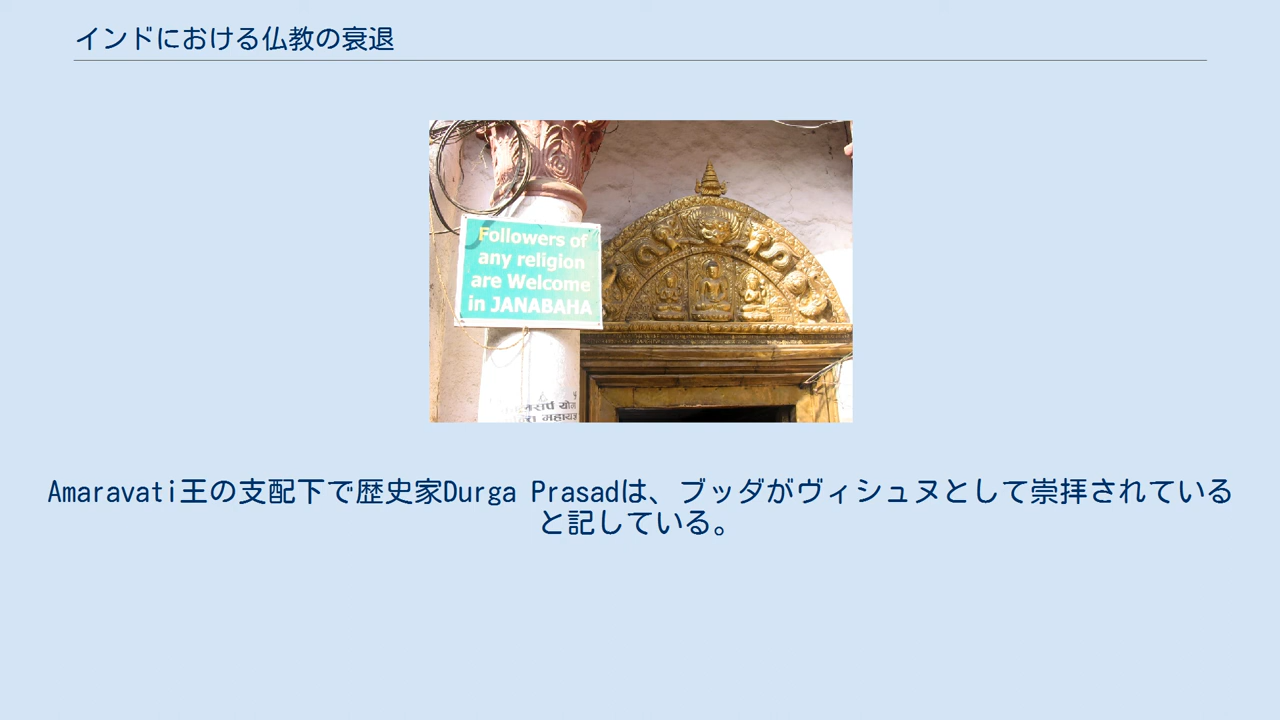 インドにおける仏教の衰退
Followers of
any religion
are Welcome
in JANABAHA
महायज्ञ
Amaravati王の支配下で歴史家Durga Prasadは、ブッダがヴィシュヌとして崇拝されている
と記している。